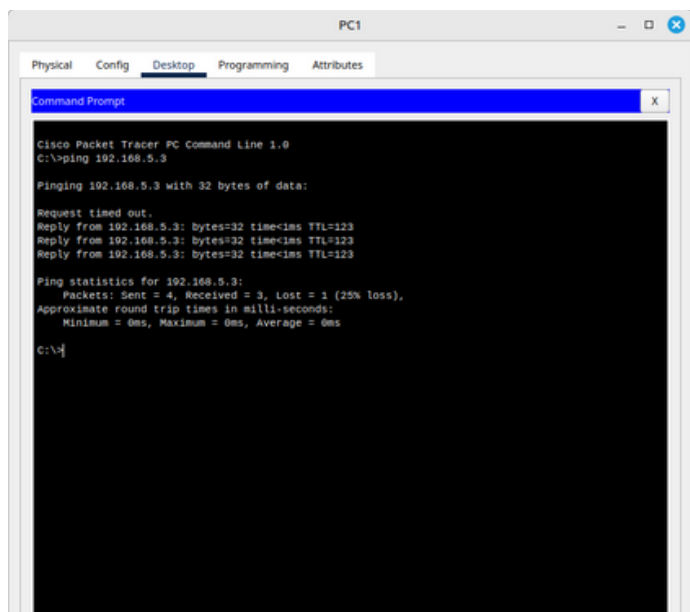 PC1
Physical Config Desktop Programming Attributes
Command Prompt
X
Cisco Packet Tracer PC Command Line 1.0
C:\>ping 192.168.5.3
Pinging 192.168.5.3 with 32 bytes of data:
Request timed out.
Reply from 192.168.5.3: bytes=32 time<1ms TTL=123
Reply from 192.168.5.3: bytes=32 time<1ms TTL=123
Reply from 192.168.5.3: bytes=32 time<1ms TTL=123
Ping statistics for 192.168.5.3:
Packets: Sent = 4, Received = 3, Lost = 1 (25% loss),
Approximate round trip times in milli-seconds:
Minimum = 0ms, Maximum = 0ms, Average = 0ms
C:\>